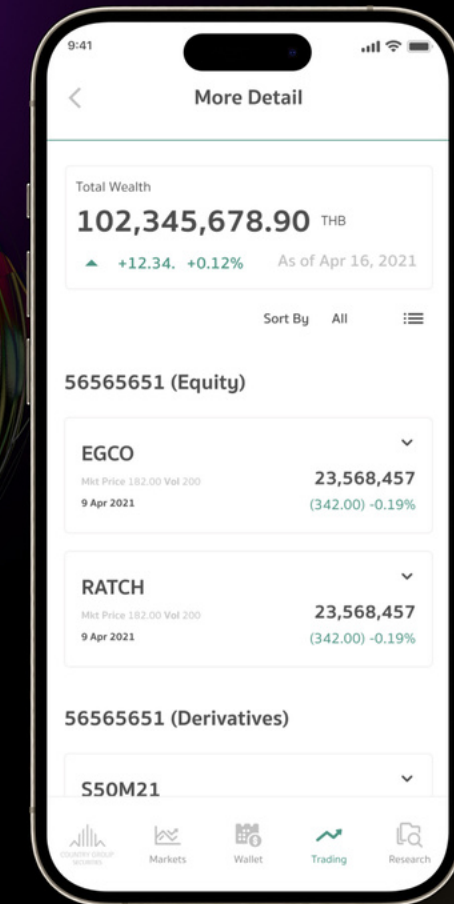 9:41
More Detail
Total Wealth
102,345,678.90 THB
+12.34. +0.12% As of Apr 16, 2021
Sort By All
56565651 (Equity)
EGCO
Mkt Price 182.00 Vol 200
23,568,457
9 Apr 2021
(342.00) -0.19%
RATCH
Mkt Price 182.00 Vol 200
23,568,457
9 Apr 2021
(342.00) -0.19%
56565651 (Derivatives)
S50M21
COUNTRY GROUP
Markets
Wallet
Trading
Research